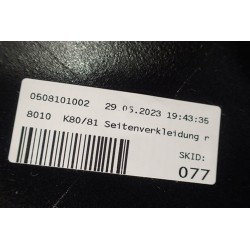 0508101002 29 05.2023 19:43:35
8010 K80/81 Seitenverkleidung r
SKID:
077